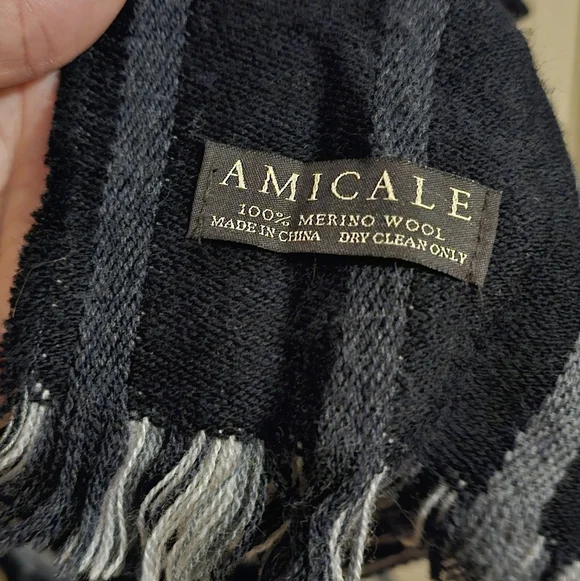 AMICALE
100% MERINO WOOL
MADE IN CHINA DRY CLEAN ONLY